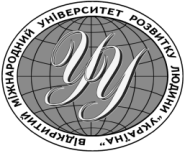 ВІДКРИТИЙ МІЖНАРОДНИЙ УНІВЕРСИТЕТ РОЗВИТКУ ЛЮДИНИ "УКРАЇНА"
УУ